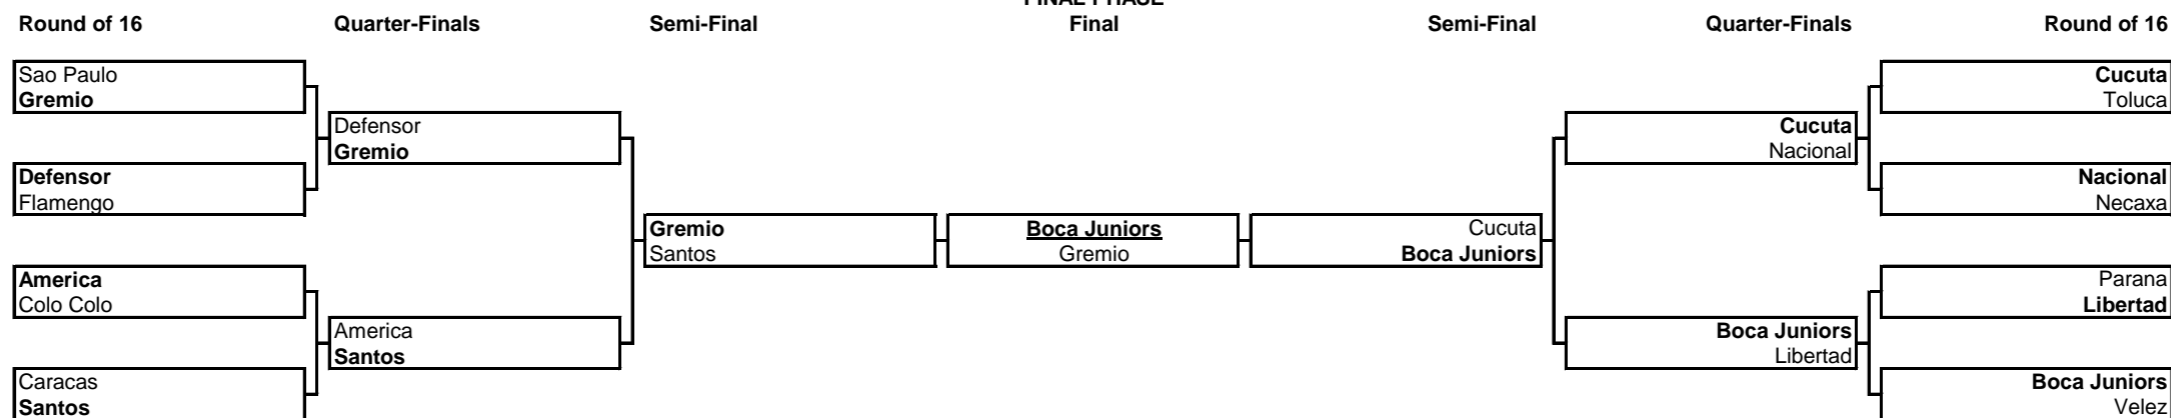 FINAL PHASE
Round of 16 Quarter-Finals Semi-Final Final Semi-Final Quarter-Finals Round of 16
Sao Paulo
Gremio
Defensor
Flamengo
America
Colo Colo
Caracas
Santos
Defensor
Gremio
America
Santos
Gremio
Santos
Boca Juniors
Gremio
Cucuta
Boca Juniors
Cucuta
Nacional
Boca Juniors
Libertad
Cucuta
Toluca
Nacional
Necaxa
Parana
Libertad
Boca Juniors
Velez